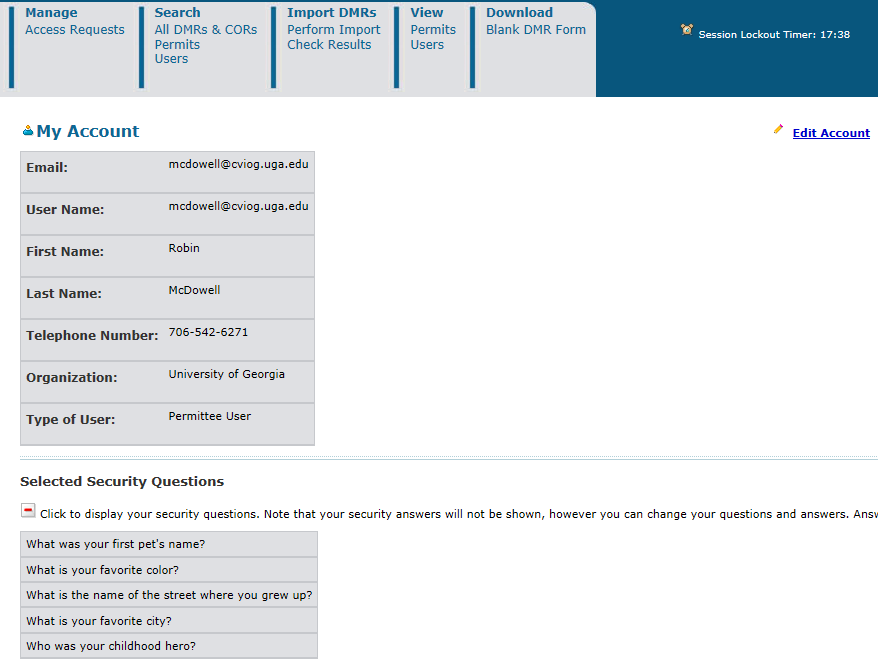 Manage
Access Requests
Search
All DMRs & CORs
Permits
Users
Import DMRs
Perform Import
Check Results
View
Permits
Users
Download
Blank DMR Form
Session Lockout Timer: 17:38
My Account
Edit Account
Email: mcdowell@cviog.uga.edu
User Name: mcdowell@cviog.uga.edu
First Name: Robin
Last Name: McDowell
Telephone Number: 706-542-6271
Organization: University of Georgia
Type of User: Permittee User
Selected Security Questions
Click to display your security questions. Note that your security answers will not be shown, however you can change your questions and answers.
What was your first pet's name?
What is your favorite color?
What is the name of the street where you grew up?
What is your favorite city?
Who was your childhood hero?